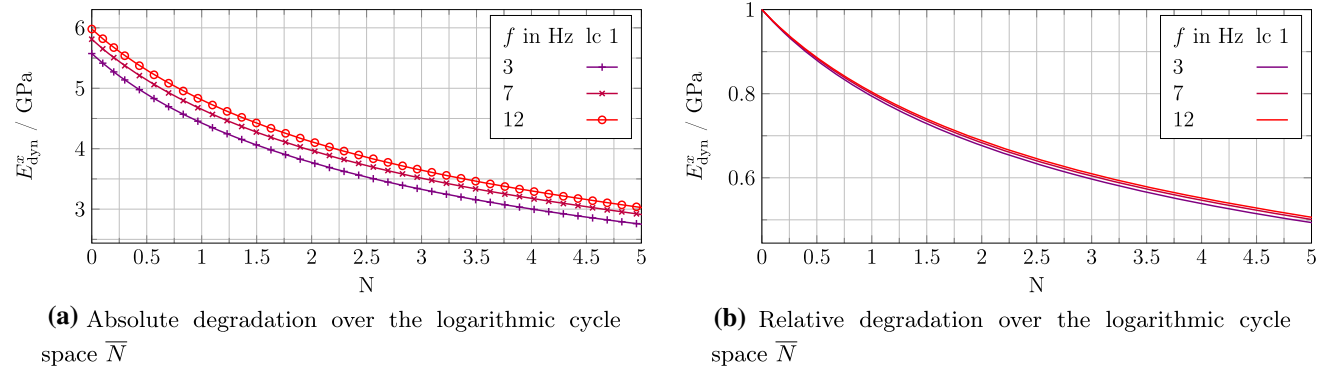 6
5
4
3
E^x_dyn / GPa
f in Hz lc 1
3
7
12
0 0.5 1 1.5 2 2.5 3 3.5 4 4.5 5
N
(a) Absolute degradation over the logarithmic cycle
space N̅
1
0.8
0.6
E^x_dyn / GPa
f in Hz lc 1
3
7
12
0 0.5 1 1.5 2 2.5 3 3.5 4 4.5 5
N
(b) Relative degradation over the logarithmic cycle
space N̅